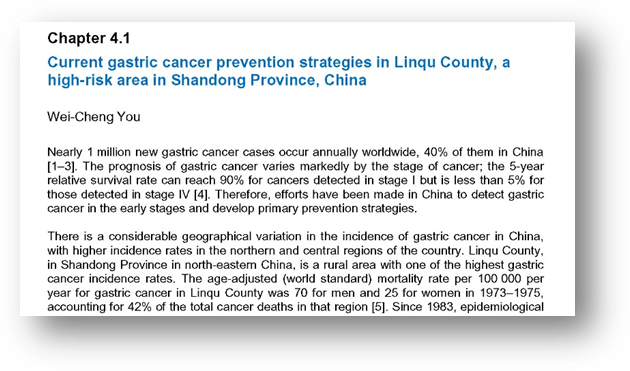 Chapter 4.1
Current gastric cancer prevention strategies in Linqu County, a
high-risk area in Shandong Province, China
Wei-Cheng You
Nearly 1 million new gastric cancer cases occur annually worldwide, 40% of them in China
[1–3]. The prognosis of gastric cancer varies markedly by the stage of cancer; the 5-year
relative survival rate can reach 90% for cancers detected in stage I but is less than 5% for
those detected in stage IV [4]. Therefore, efforts have been made in China to detect gastric
cancer in the early stages and develop primary prevention strategies.
There is a considerable geographical variation in the incidence of gastric cancer in China,
with higher incidence rates in the northern and central regions of the country. Linqu County,
in Shandong Province in north-eastern China, is a rural area with one of the highest gastric
cancer incidence rates. The age-adjusted (world standard) mortality rate per 100 000 per
year for gastric cancer in Linqu County was 70 for men and 25 for women in 1973–1975,
accounting for 42% of the total cancer deaths in that region [5]. Since 1983, epidemiological